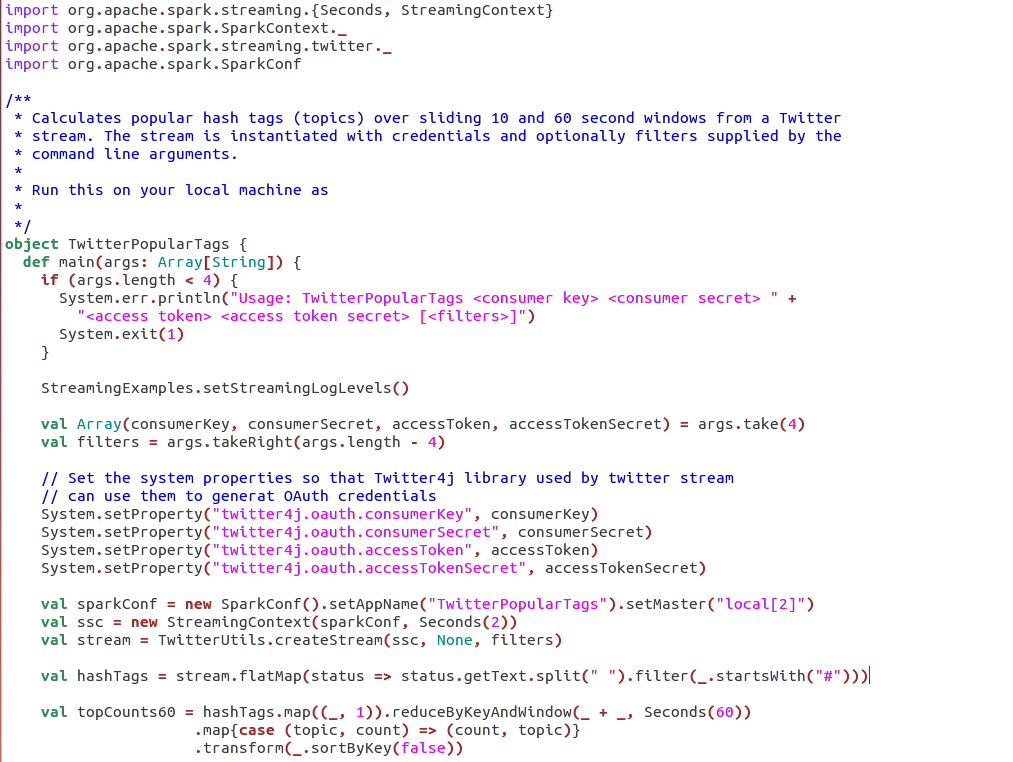 import org.apache.spark.streaming.{Seconds, StreamingContext}
import org.apache.spark.SparkContext._
import org.apache.spark.streaming.twitter._
import org.apache.spark.SparkConf

/**
 * Calculates popular hash tags (topics) over sliding 10 and 60 second windows from a Twitter
 * stream. The stream is instantiated with credentials and optionally filters supplied by the
 * command line arguments.
 *
 * Run this on your local machine as
 *
 */
object TwitterPopularTags {
  def main(args: Array[String]) {
    if (args.length < 4) {
      System.err.println("Usage: TwitterPopularTags <consumer key> <consumer secret> " +
        "<access token> <access token secret> [<filters>]")
      System.exit(1)
    }

    StreamingExamples.setStreamingLogLevels()

    val Array(consumerKey, consumerSecret, accessToken, accessTokenSecret) = args.take(4)
    val filters = args.takeRight(args.length - 4)

    // Set the system properties so that Twitter4j library used by twitter stream
    // can use them to generat OAuth credentials
    System.setProperty("twitter4j.oauth.consumerKey", consumerKey)
    System.setProperty("twitter4j.oauth.consumerSecret", consumerSecret)
    System.setProperty("twitter4j.oauth.accessToken", accessToken)
    System.setProperty("twitter4j.oauth.accessTokenSecret", accessTokenSecret)

    val sparkConf = new SparkConf().setAppName("TwitterPopularTags").setMaster("local[2]")
    val ssc = new StreamingContext(sparkConf, Seconds(2))
    val stream = TwitterUtils.createStream(ssc, None, filters)

    val hashTags = stream.flatMap(status => status.getText.split(" ").filter(_.startsWith("#")))

    val topCounts60 = hashTags.map((_, 1)).reduceByKeyAndWindow(_ + _, Seconds(60))
                     .map{case (topic, count) => (count, topic)}
                     .transform(_.sortByKey(false))